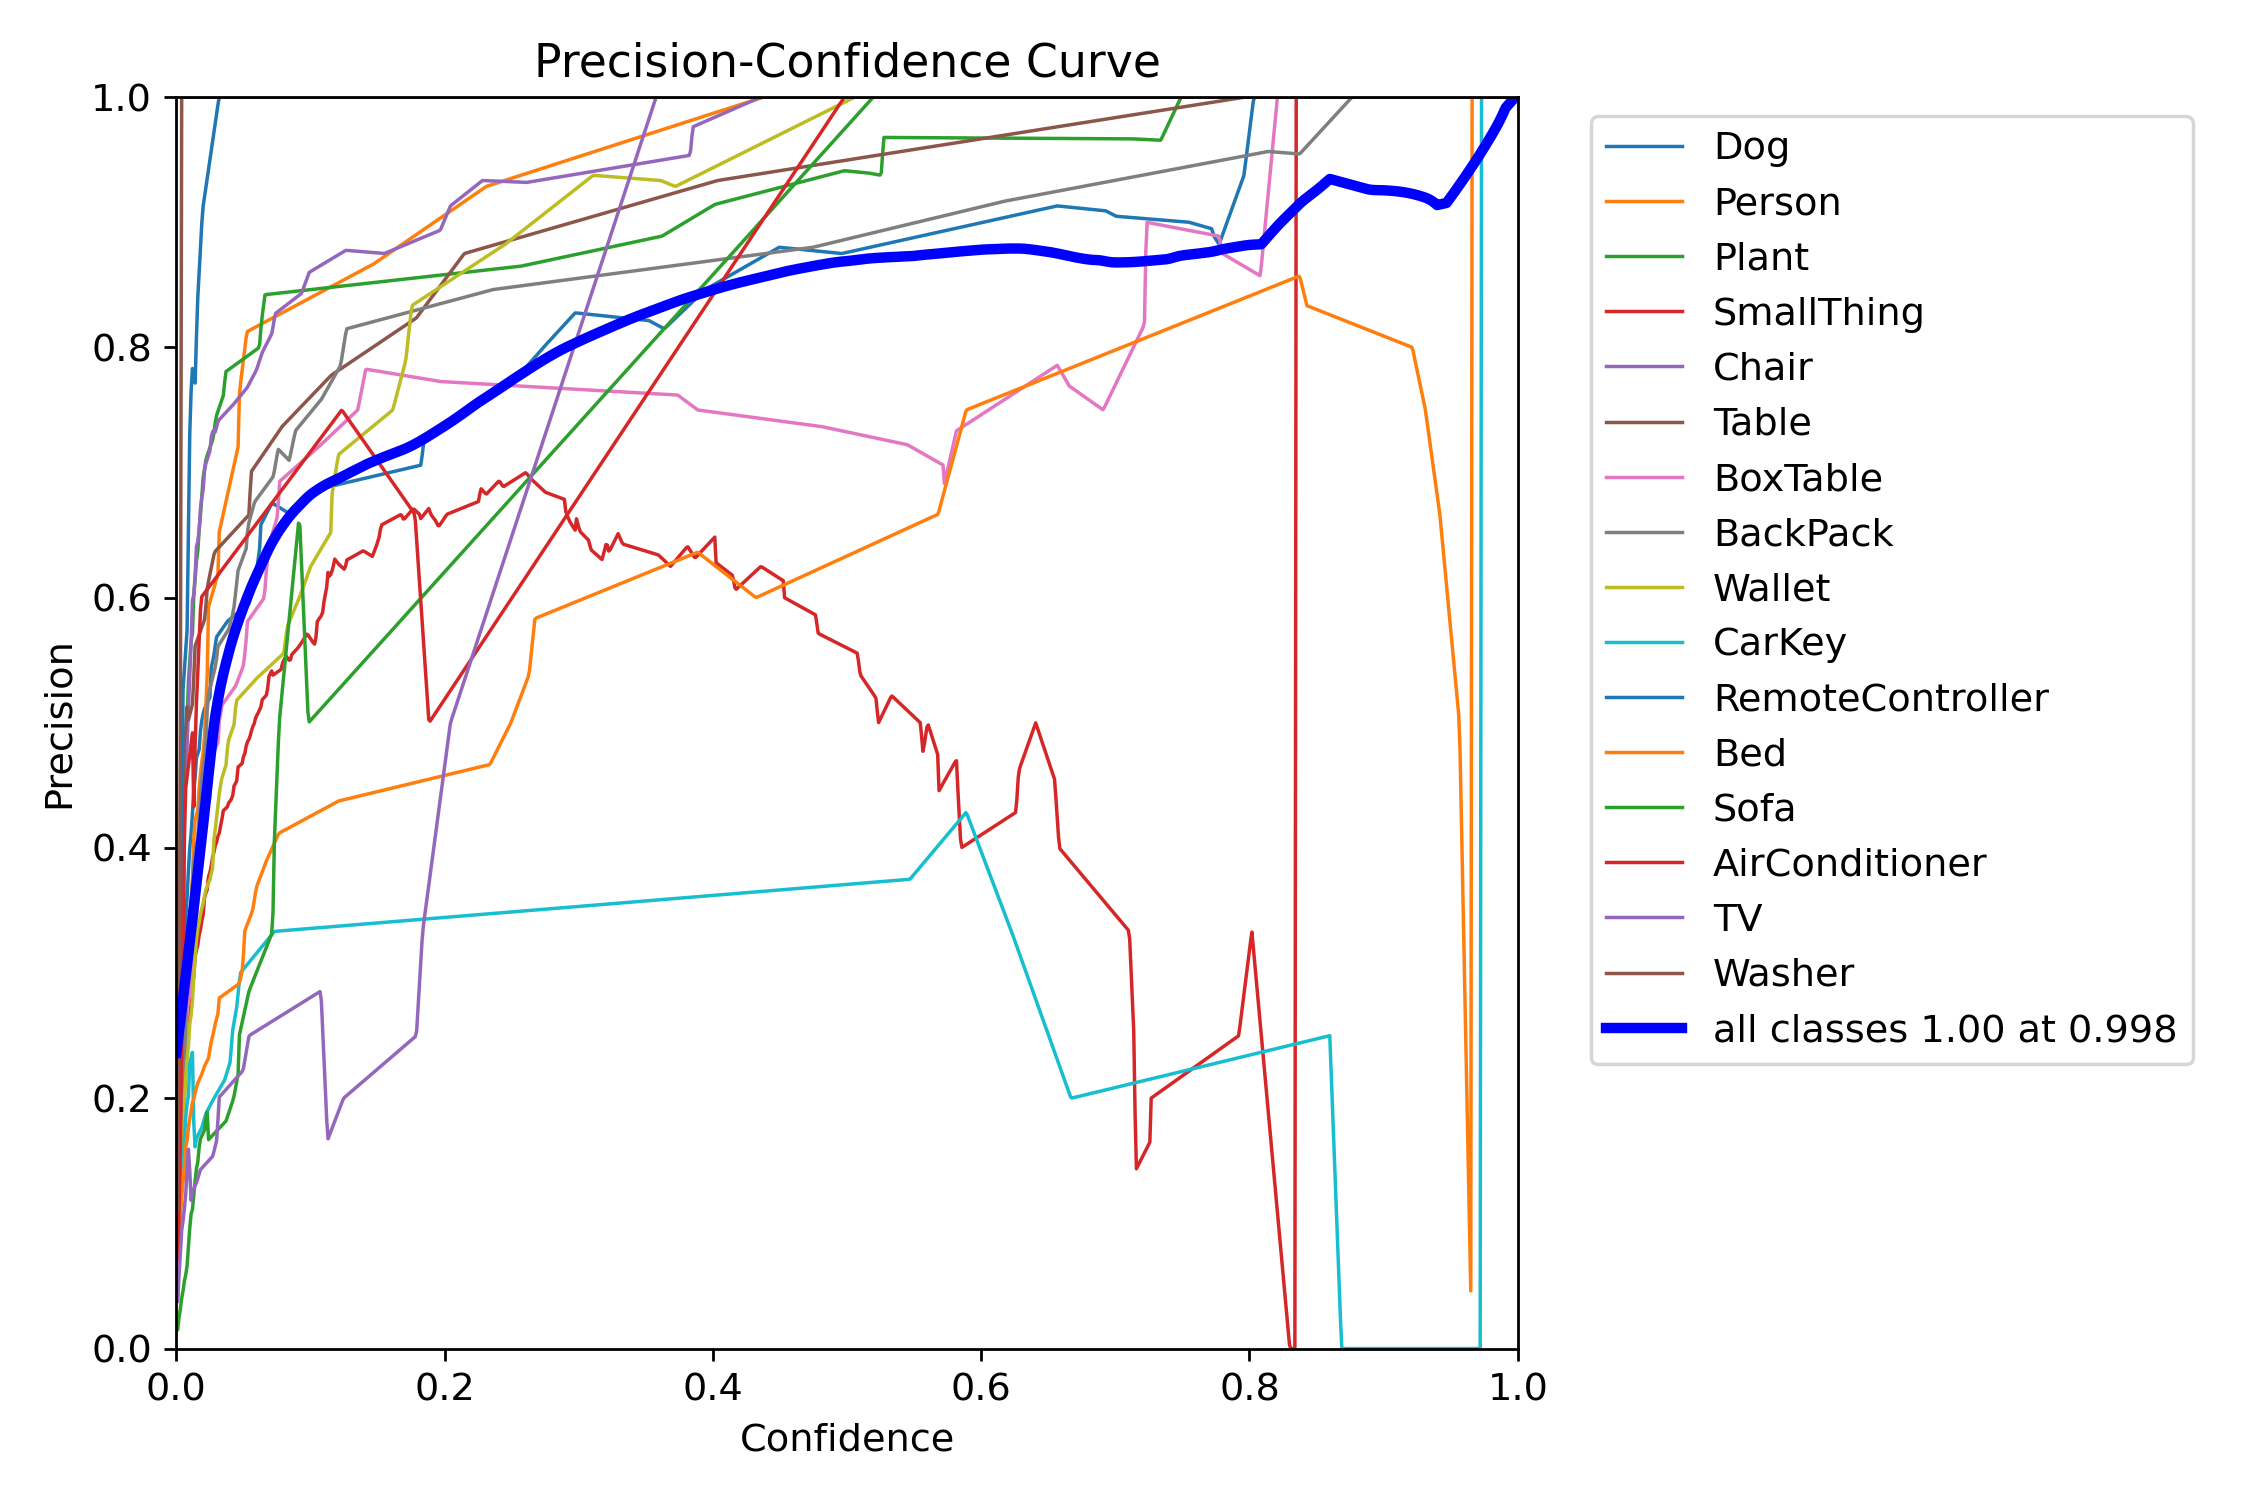 Precision-Confidence Curve
1.0
0.8
0.6
0.4
0.2
0.0
Precision
0.0 0.2 0.4 0.6 0.8 1.0
Confidence
Dog
Person
Plant
SmallThing
Chair
Table
BoxTable
BackPack
Wallet
CarKey
RemoteController
Bed
Sofa
AirConditioner
TV
Washer
all classes 1.00 at 0.998